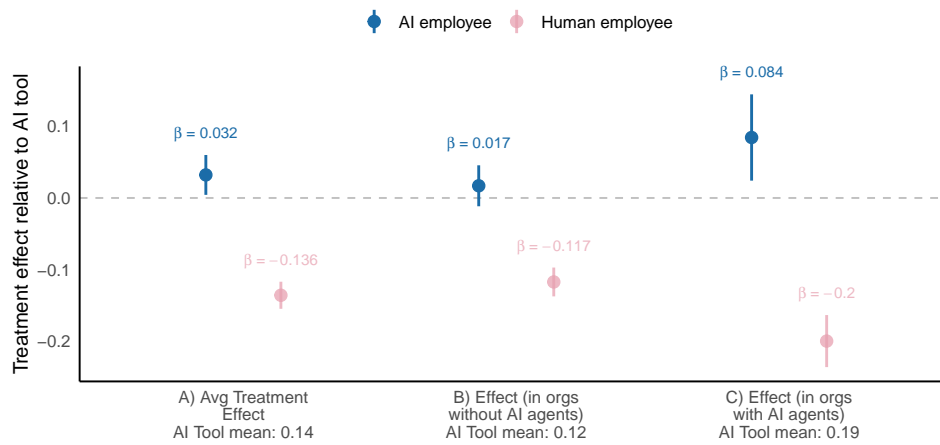 AI employee Human employee
Treatment effect relative to AI tool
0.1
0.0
−0.1
−0.2
β = 0.032
β = −0.136
β = 0.017
β = −0.117
β = 0.084
β = −0.2
A) Avg Treatment
Effect
AI Tool mean: 0.14
B) Effect (in orgs
without AI agents)
AI Tool mean: 0.12
C) Effect (in orgs
with AI agents)
AI Tool mean: 0.19